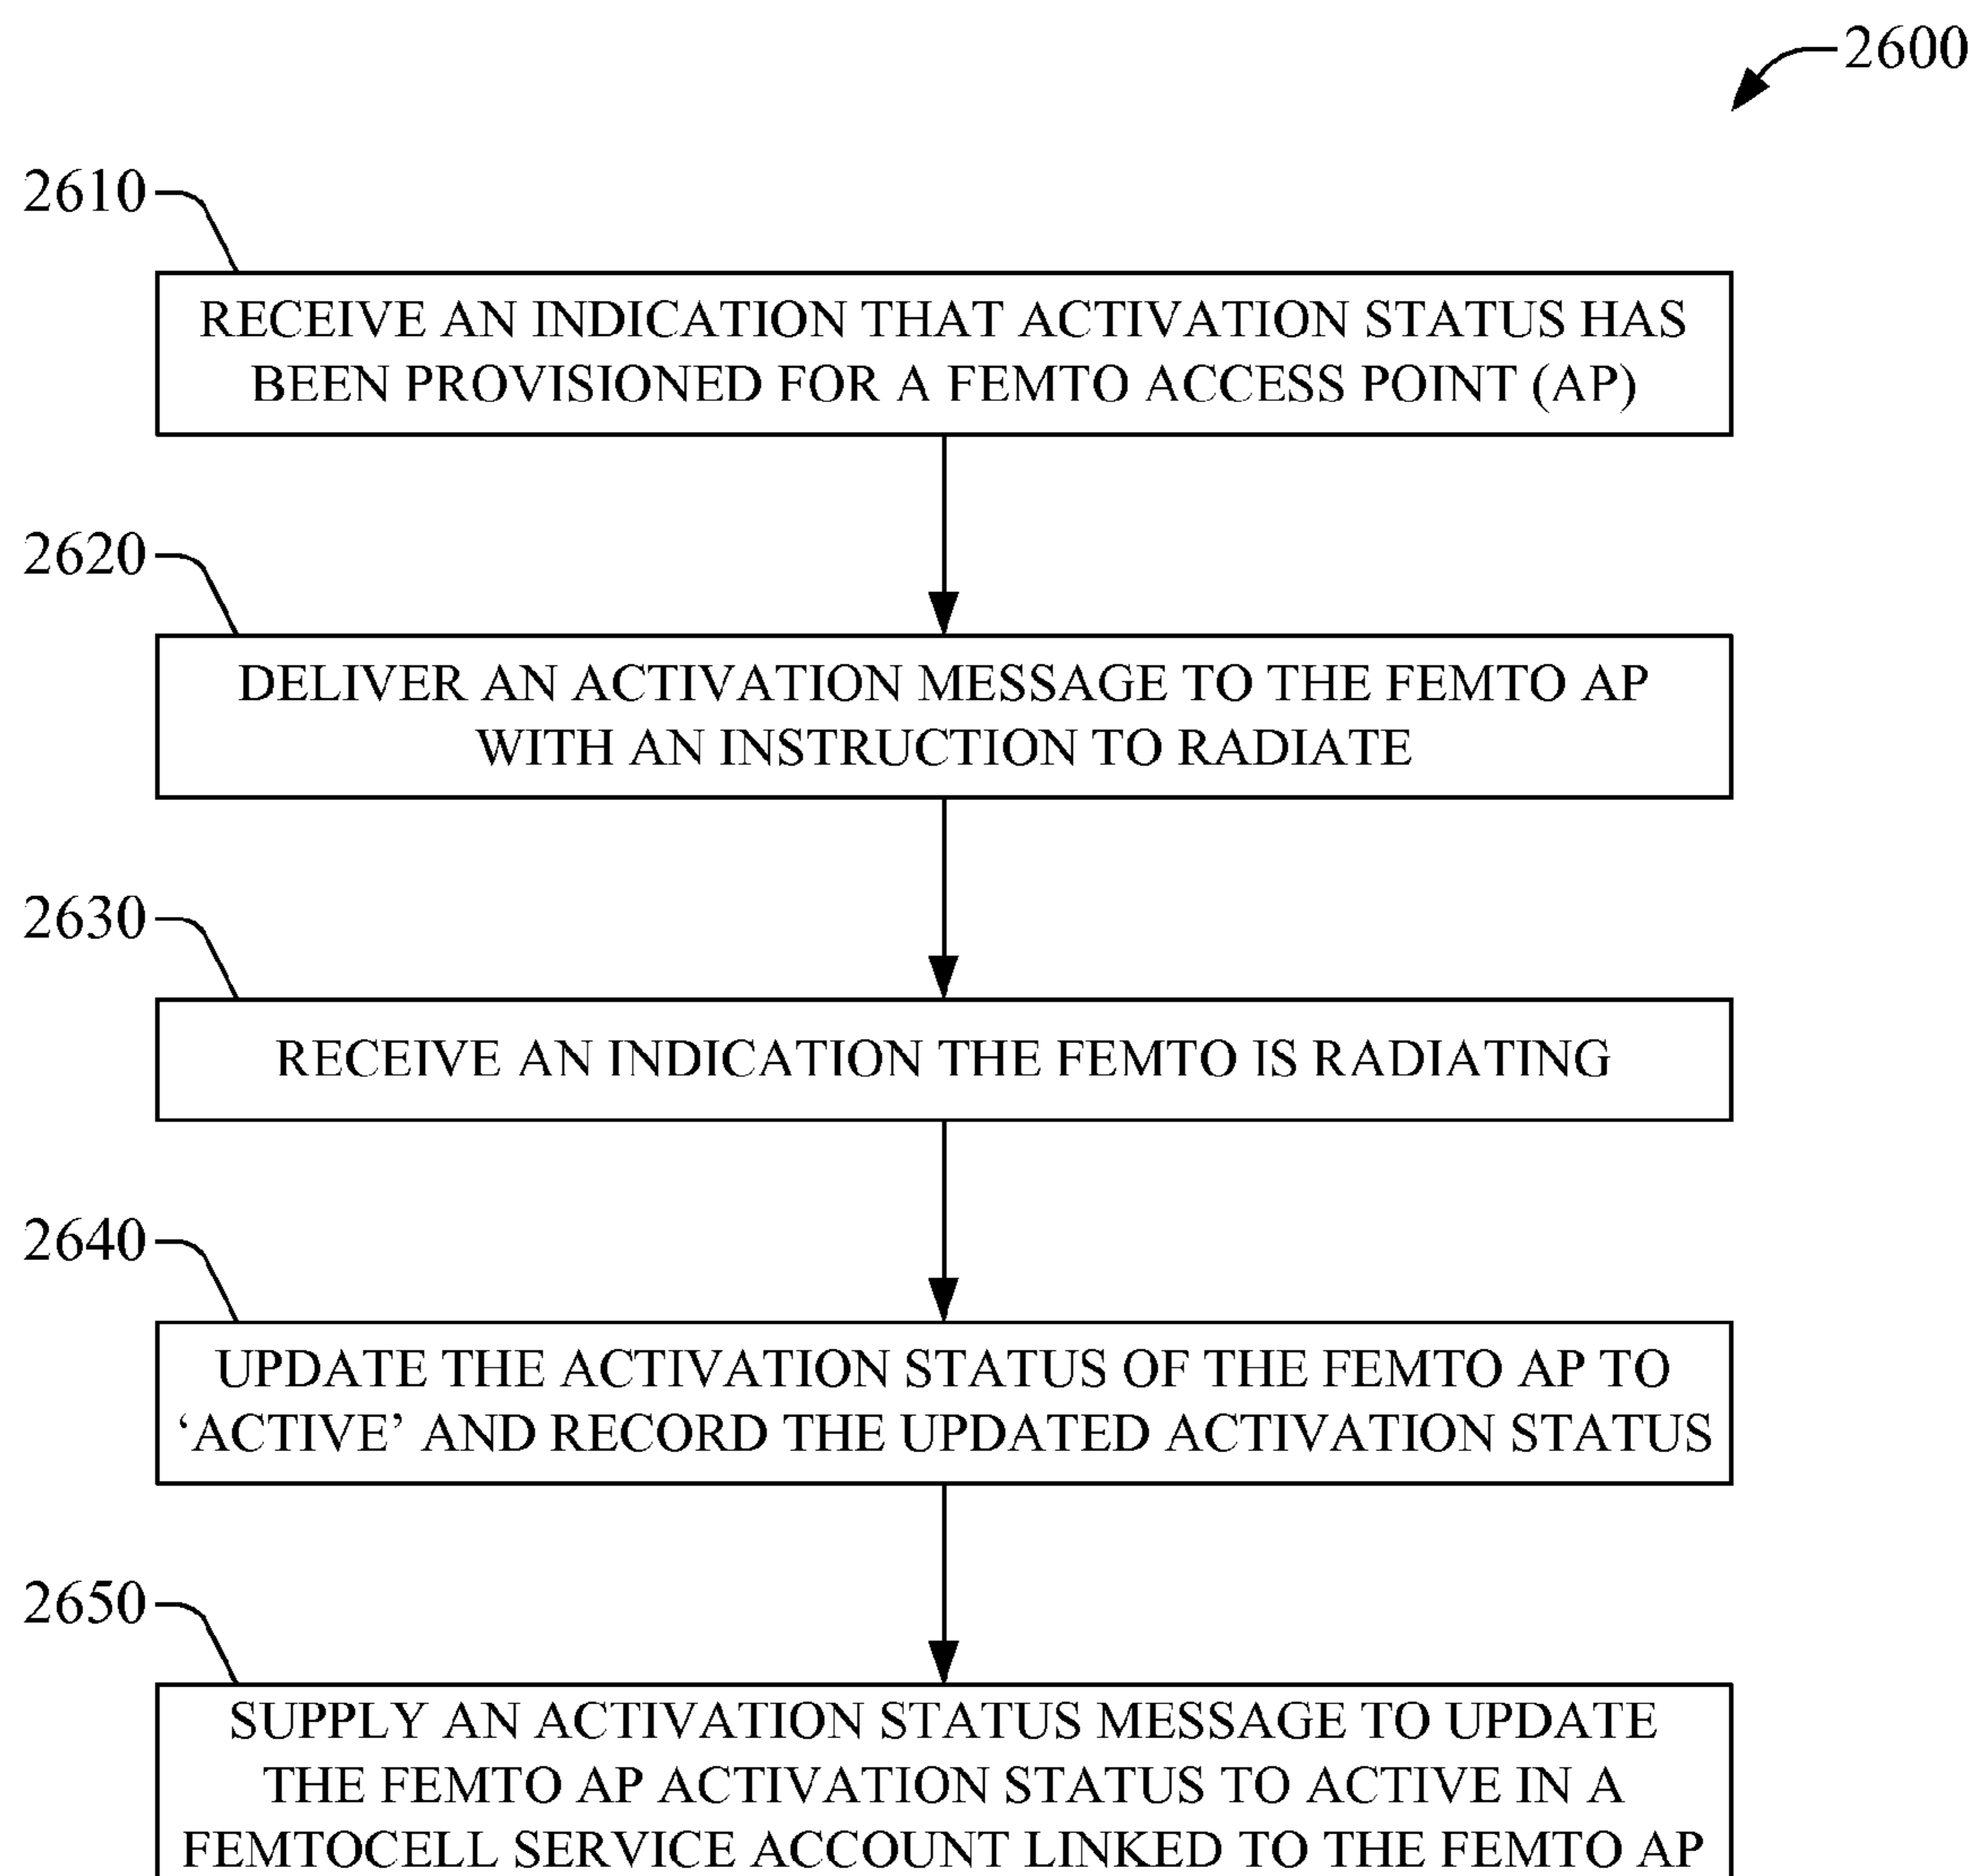 2600
2610
RECEIVE AN INDICATION THAT ACTIVATION STATUS HAS
BEEN PROVISIONED FOR A FEMTO ACCESS POINT (AP)
2620
DELIVER AN ACTIVATION MESSAGE TO THE FEMTO AP
WITH AN INSTRUCTION TO RADIATE
2630
RECEIVE AN INDICATION THE FEMTO IS RADIATING
2640
UPDATE THE ACTIVATION STATUS OF THE FEMTO AP TO
‘ACTIVE’ AND RECORD THE UPDATED ACTIVATION STATUS
2650
SUPPLY AN ACTIVATION STATUS MESSAGE TO UPDATE
THE FEMTO AP ACTIVATION STATUS TO ACTIVE IN A
FEMTOCELL SERVICE ACCOUNT LINKED TO THE FEMTO AP